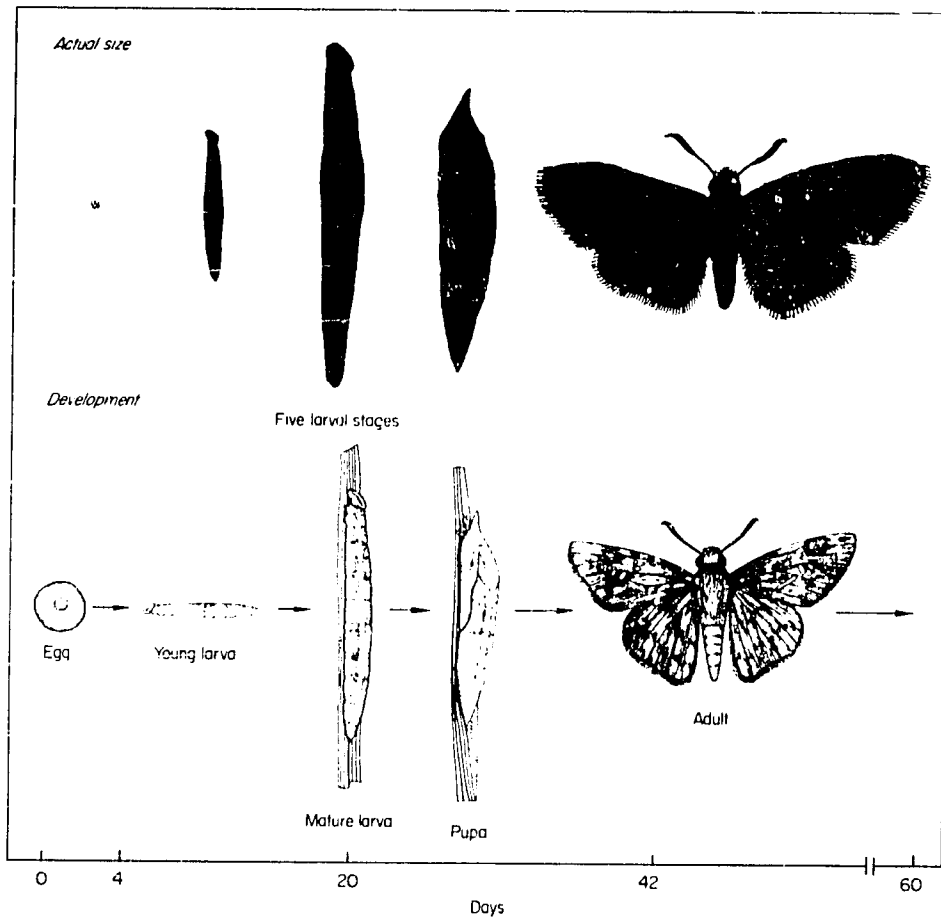 Actual size
Development
Five larval stages
Egg
Young larva
Mature larva
Pupa
Adult
0 4 20 42 60
Days